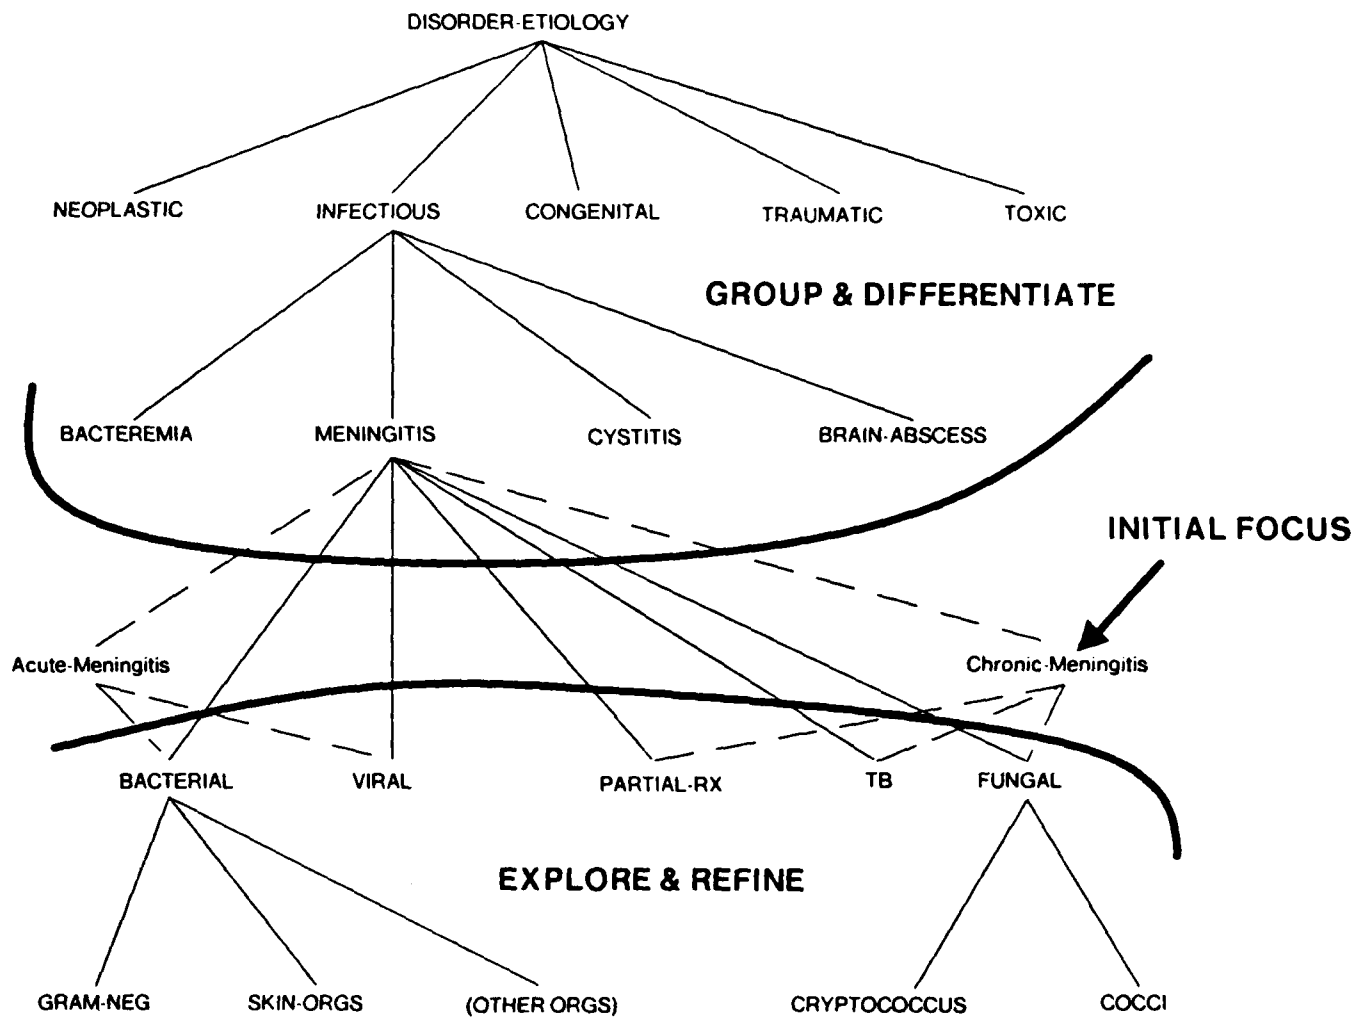 DISORDER-ETIOLOGY
NEOPLASTIC
INFECTIOUS
CONGENITAL
TRAUMATIC
TOXIC
GROUP & DIFFERENTIATE
BACTEREMIA
MENINGITIS
CYSTITIS
BRAIN-ABSCESS
INITIAL FOCUS
Acute-Meningitis
Chronic-Meningitis
BACTERIAL
VIRAL
PARTIAL-RX
TB
FUNGAL
EXPLORE & REFINE
GRAM-NEG
SKIN-ORGS
(OTHER ORGS)
CRYPTOCOCCUS
COCCI